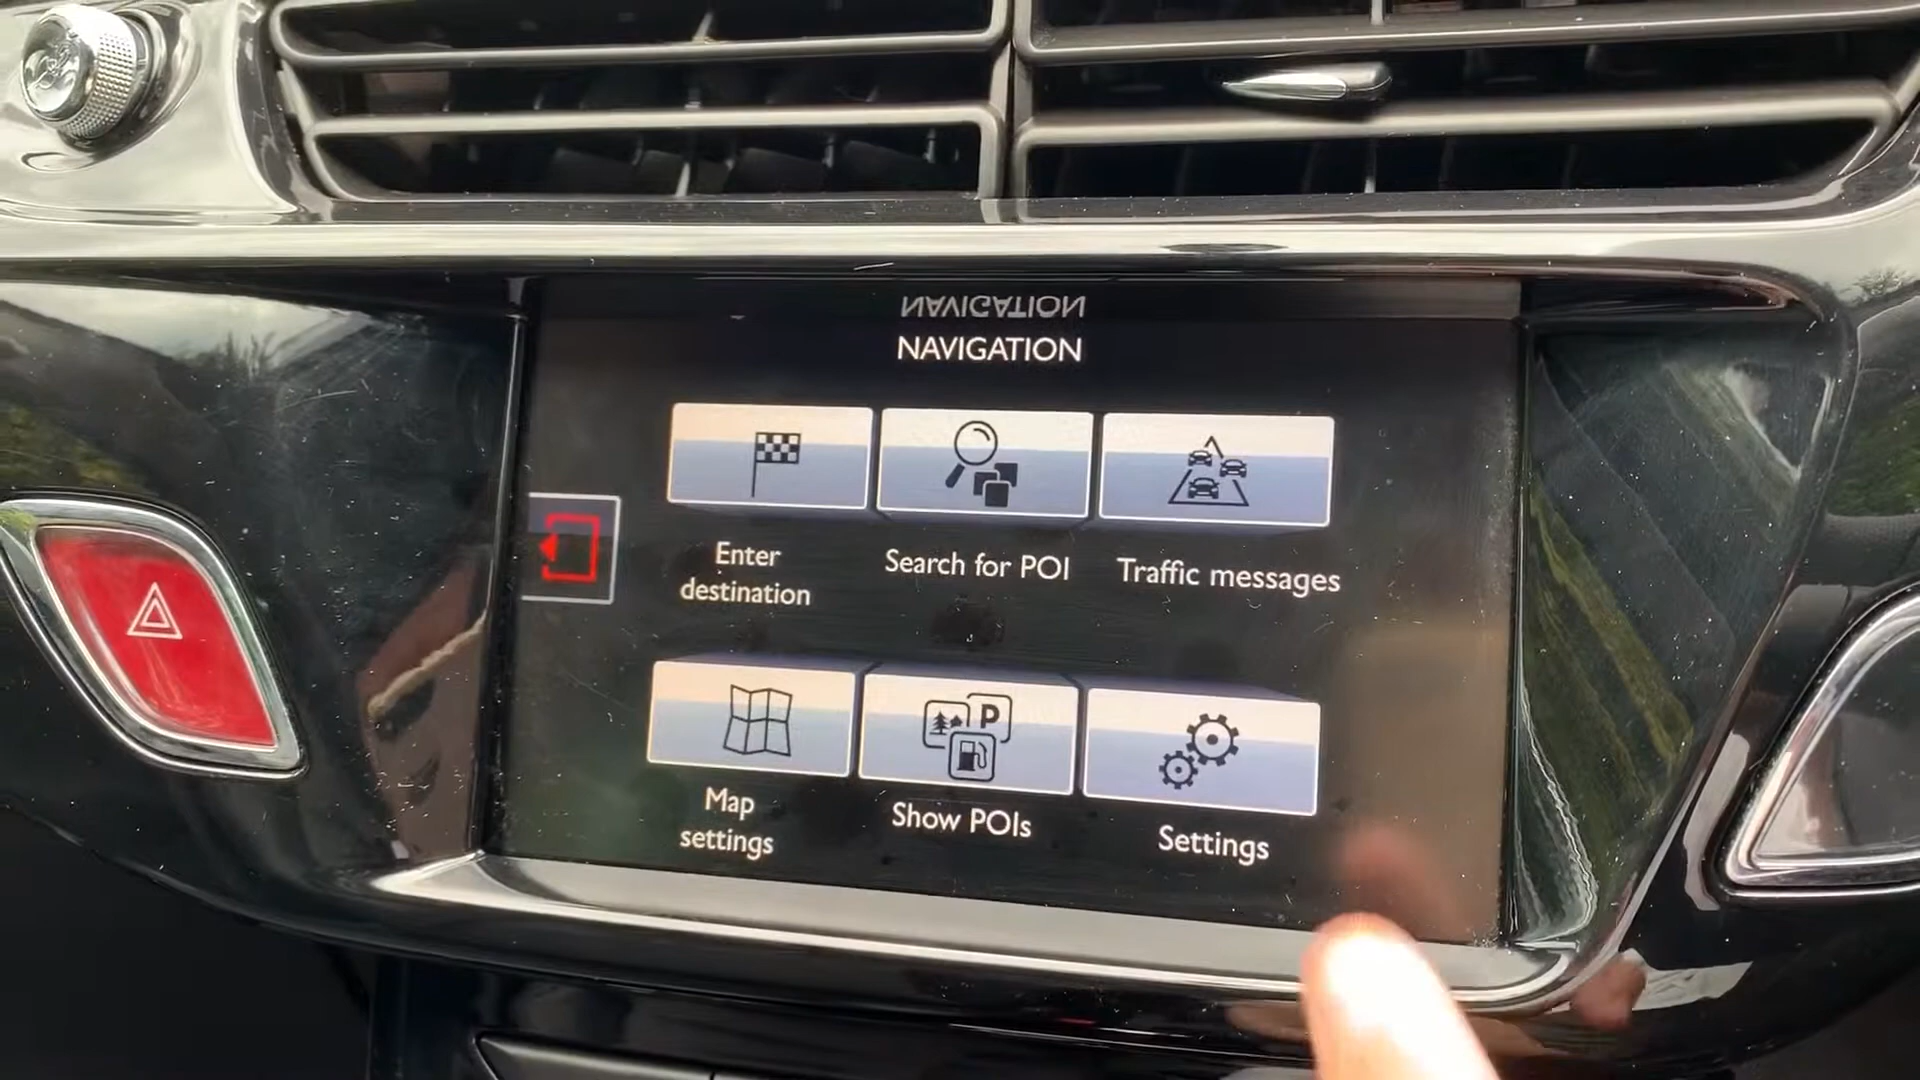 NAVIGATION
NAVIGATION
Enter
destination
Search for POI
Traffic messages
P
Map
settings
Show POIs
Settings